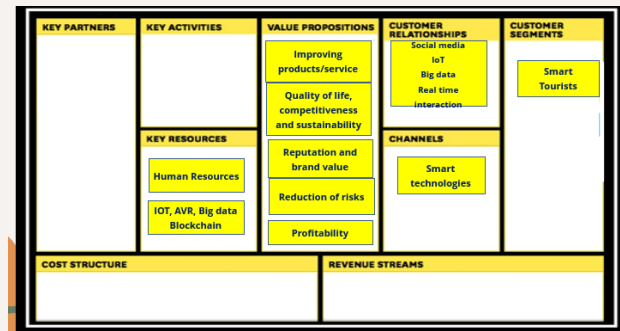 KEY PARTNERS
KEY ACTIVITIES
VALUE PROPOSITIONS
Improving
products/service
Quality of life,
competitiveness
and sustainability
Reputation and
brand value
Reduction of risks
Profitability
CUSTOMER
RELATIONSHIPS
Social media
IoT
Big data
Real time
interaction
CUSTOMER
SEGMENTS
Smart
Tourists
KEY RESOURCES
Human Resources
IOT, AVR, Big data
Blockchain
CHANNELS
Smart
technologies
COST STRUCTURE
REVENUE STREAMS